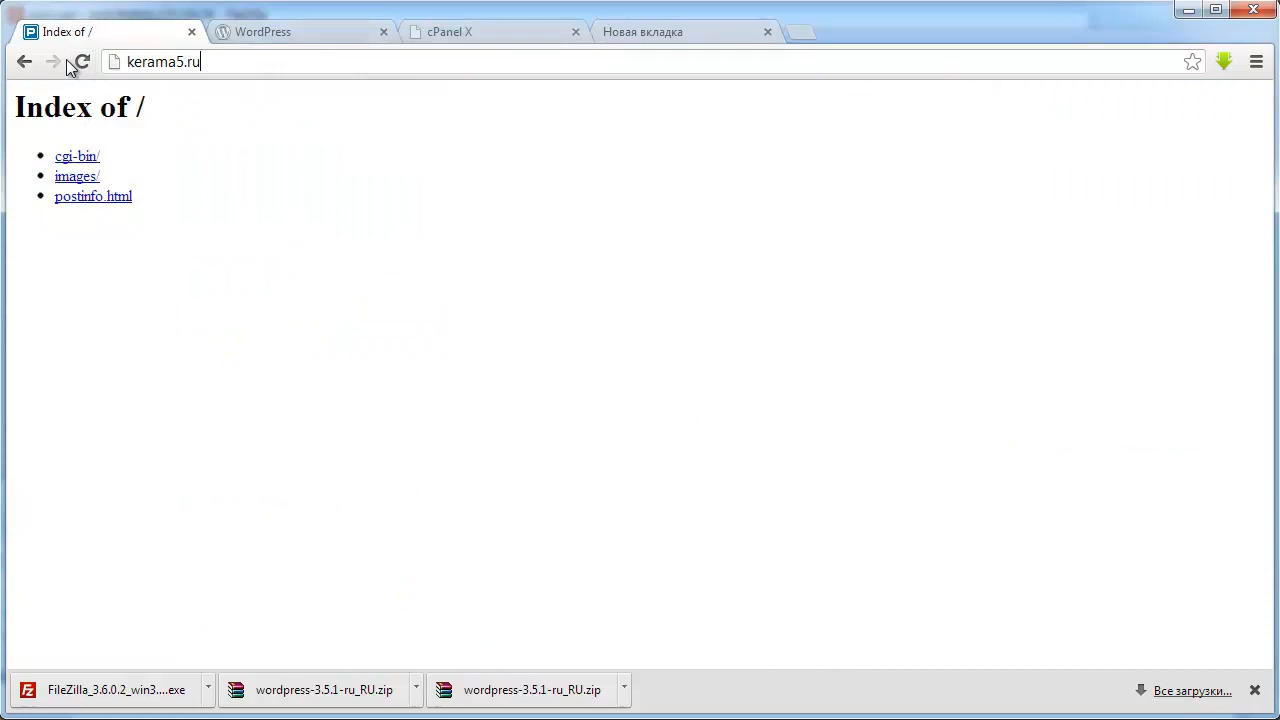 Index of /
WordPress
cPanel X
Новая вкладка
kerama5.ru
Index of /
cgi-bin/
images/
postinfo.html
FileZilla_3.6.0.2_win3....exe
wordpress-3.5.1-ru_RU.zip
wordpress-3.5.1-ru_RU.zip
Все загрузки...